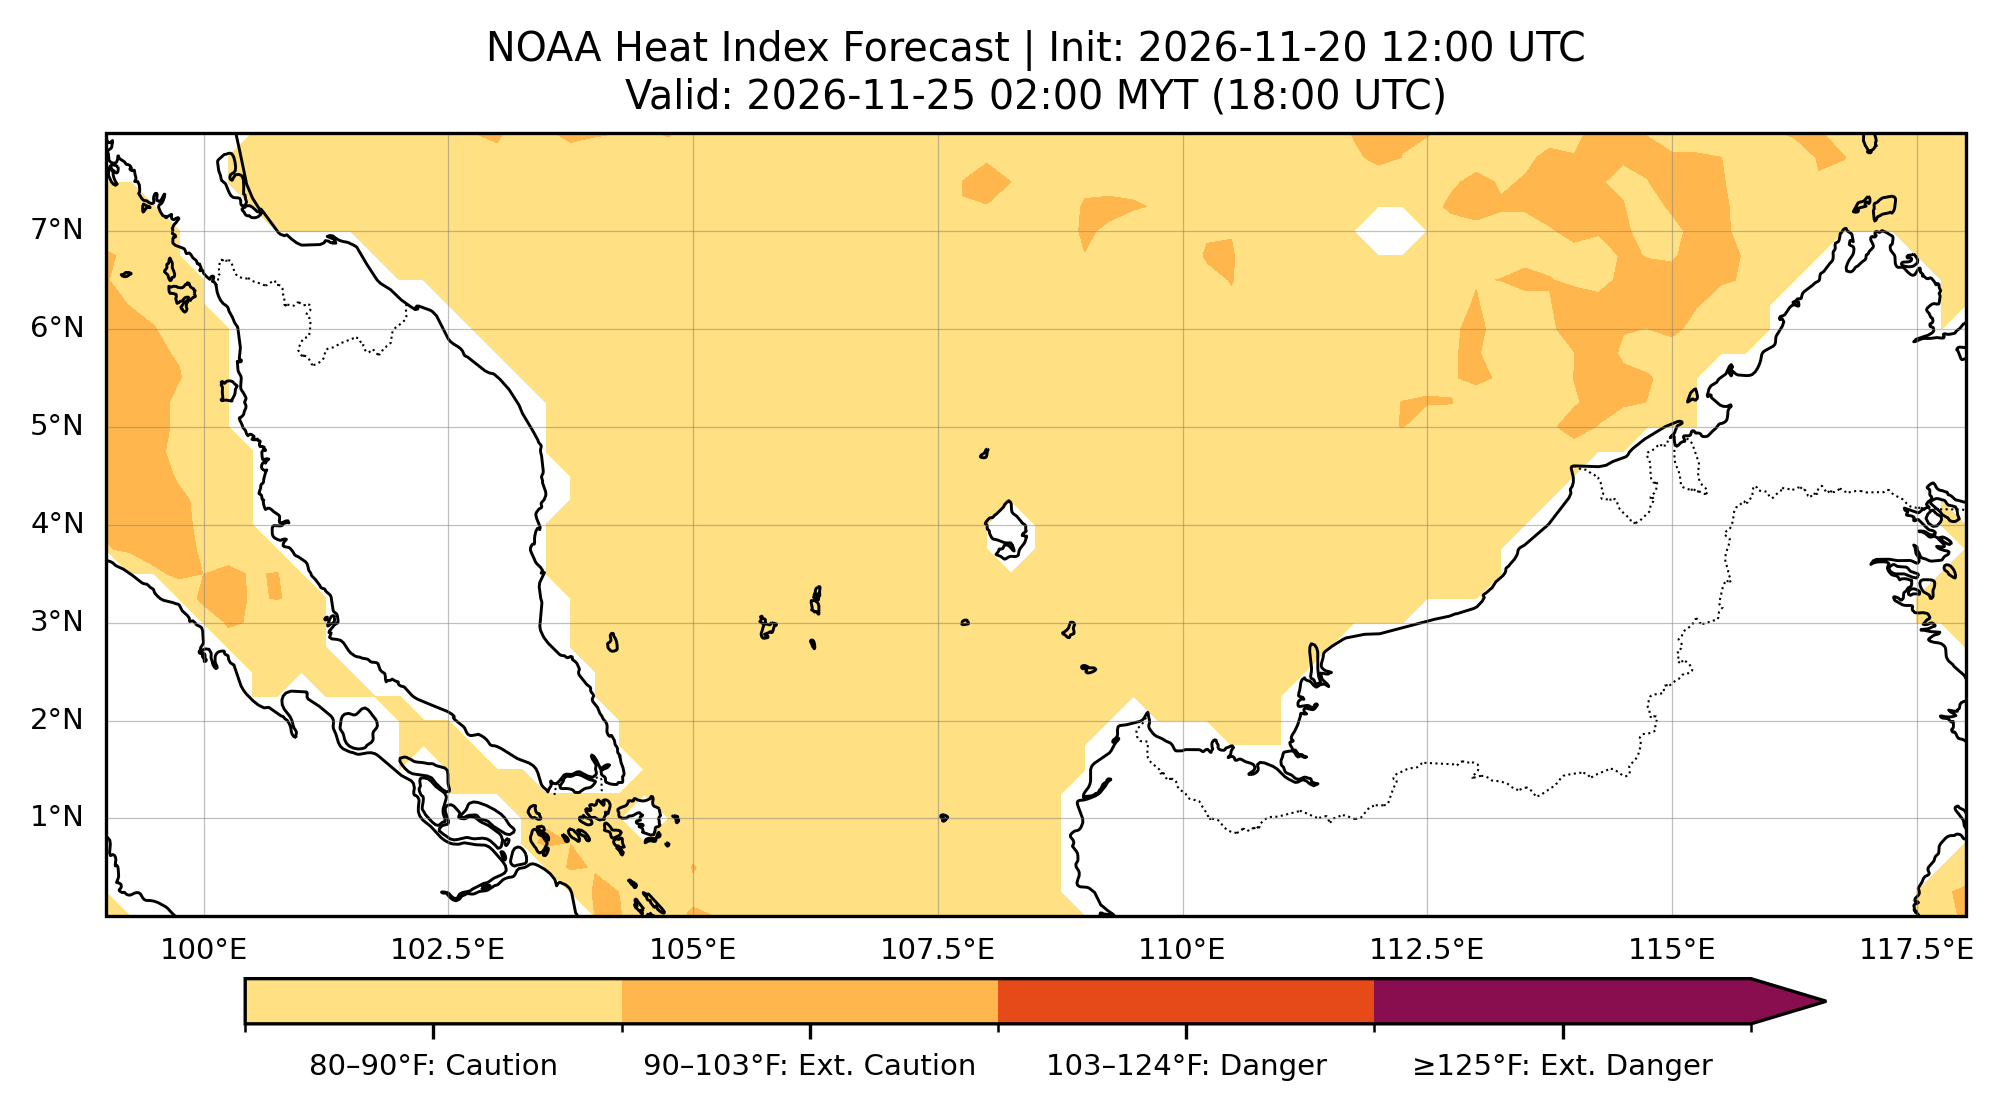 NOAA Heat Index Forecast | Init: 2026-11-20 12:00 UTC
Valid: 2026-11-25 02:00 MYT (18:00 UTC)
7°N
6°N
5°N
4°N
3°N
2°N
1°N
100°E 102.5°E 105°E 107.5°E 110°E 112.5°E 115°E 117.5°E
80–90°F: Caution 90–103°F: Ext. Caution 103–124°F: Danger ≥125°F: Ext. Danger